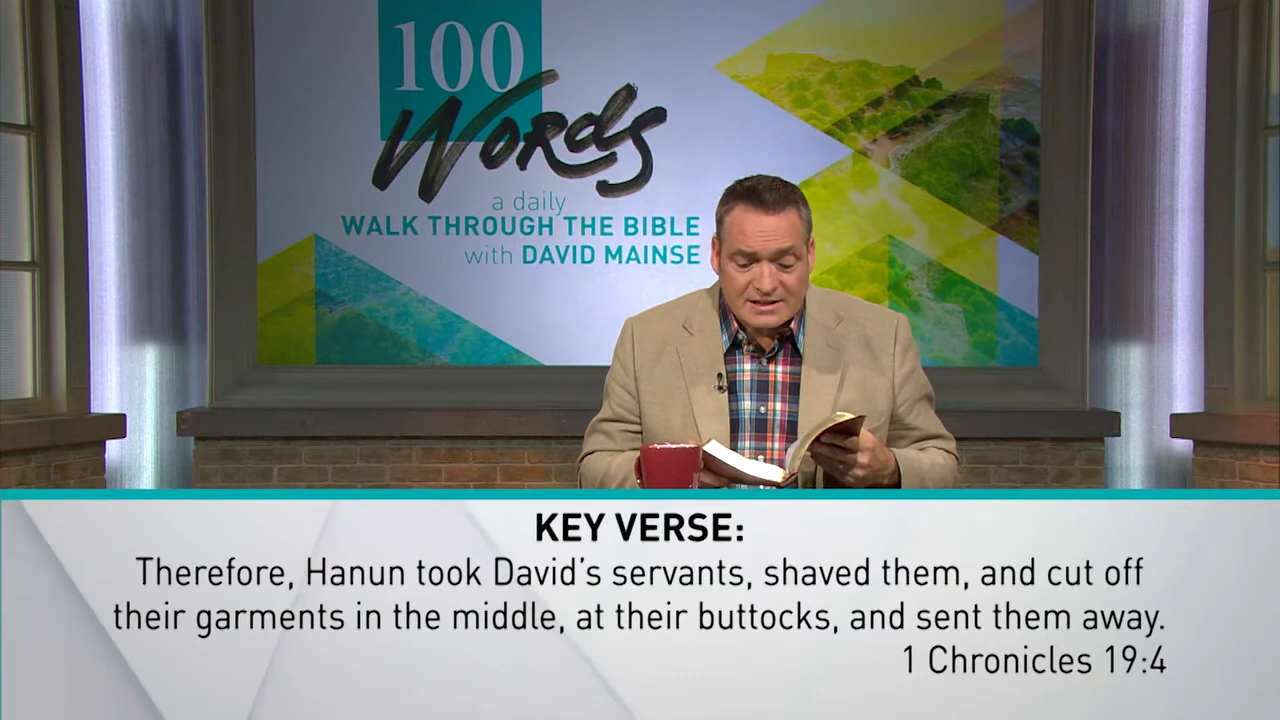 100
Words
a daily
WALK THROUGH THE BIBLE
with DAVID MAINSE
KEY VERSE:
Therefore, Hanun took David's servants, shaved them, and cut off
their garments in the middle, at their buttocks, and sent them away.
1 Chronicles 19:4